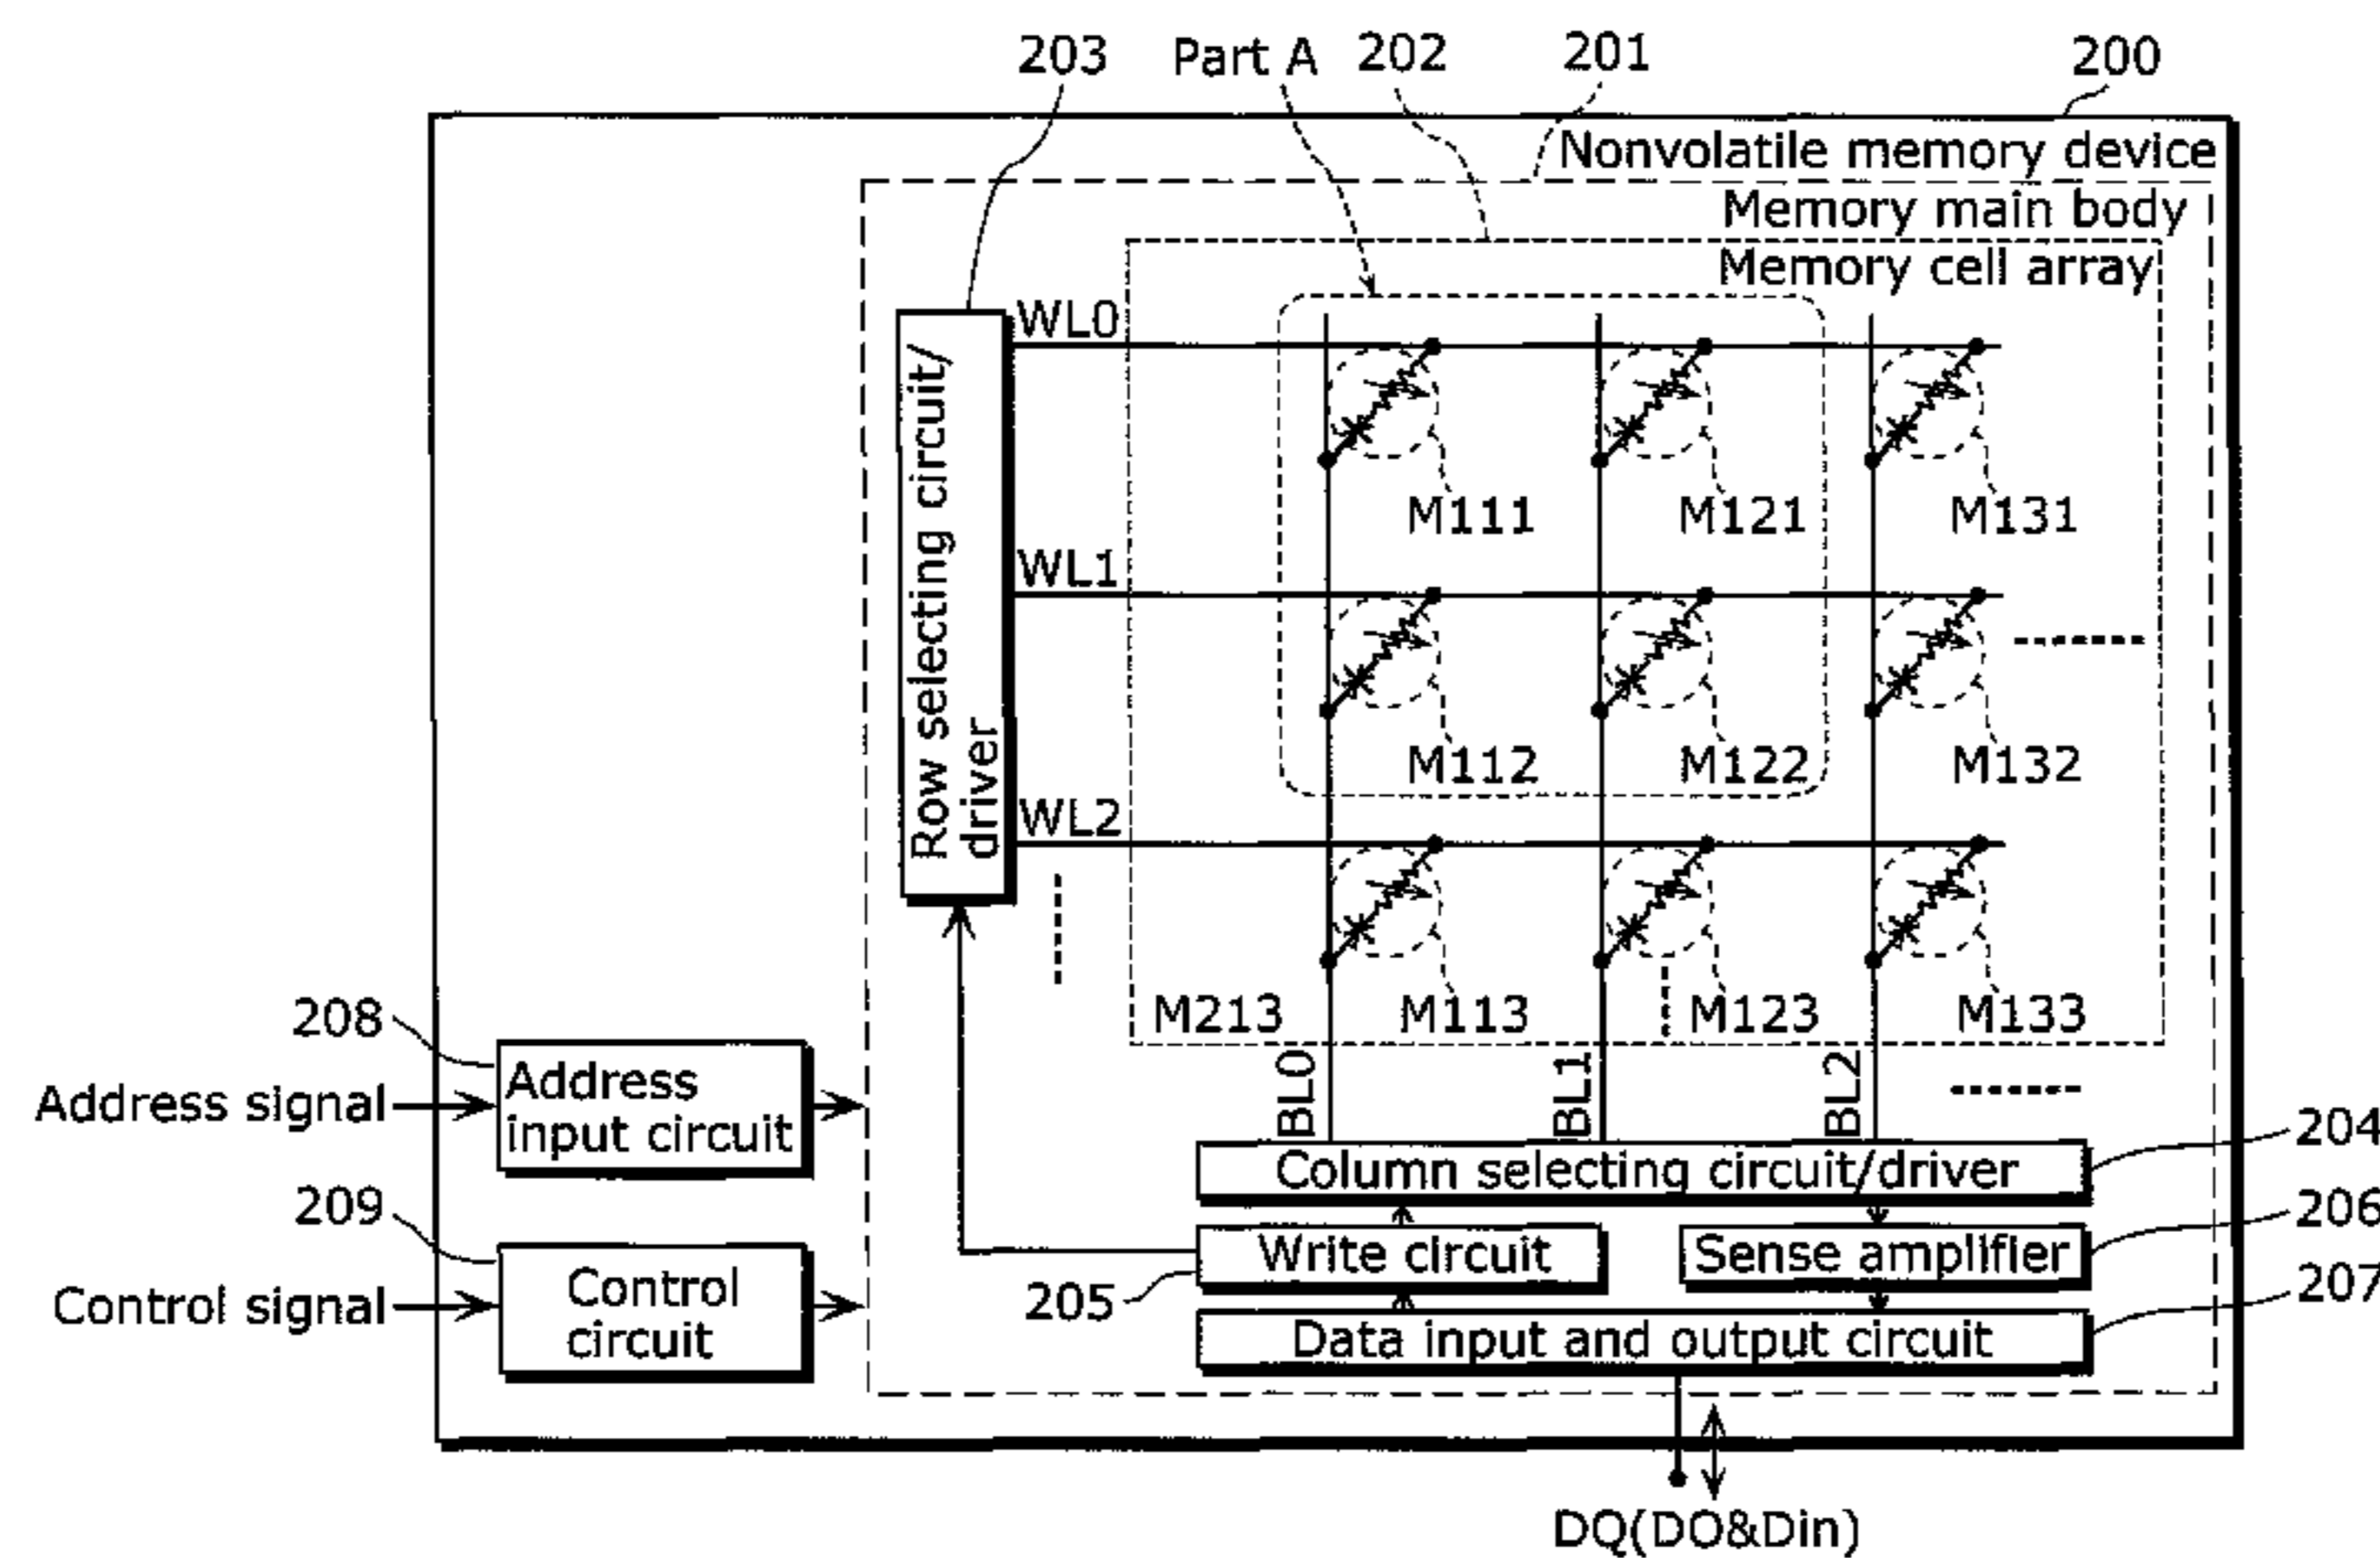 203
Part A
202
201
200
Nonvolatile memory device
Memory main body
Memory cell array
Row selecting circuit/
driver
WL0
M111
M121
M131
WL1
M112
M122
M132
WL2
M213
M113
M123
M133
BL0
BL1
BL2
208
Address signal
Address
input circuit
209
Control signal
Control
circuit
Column selecting circuit/driver
204
Write circuit
205
Sense amplifier
206
Data input and output circuit
207
DQ(DO&Din)